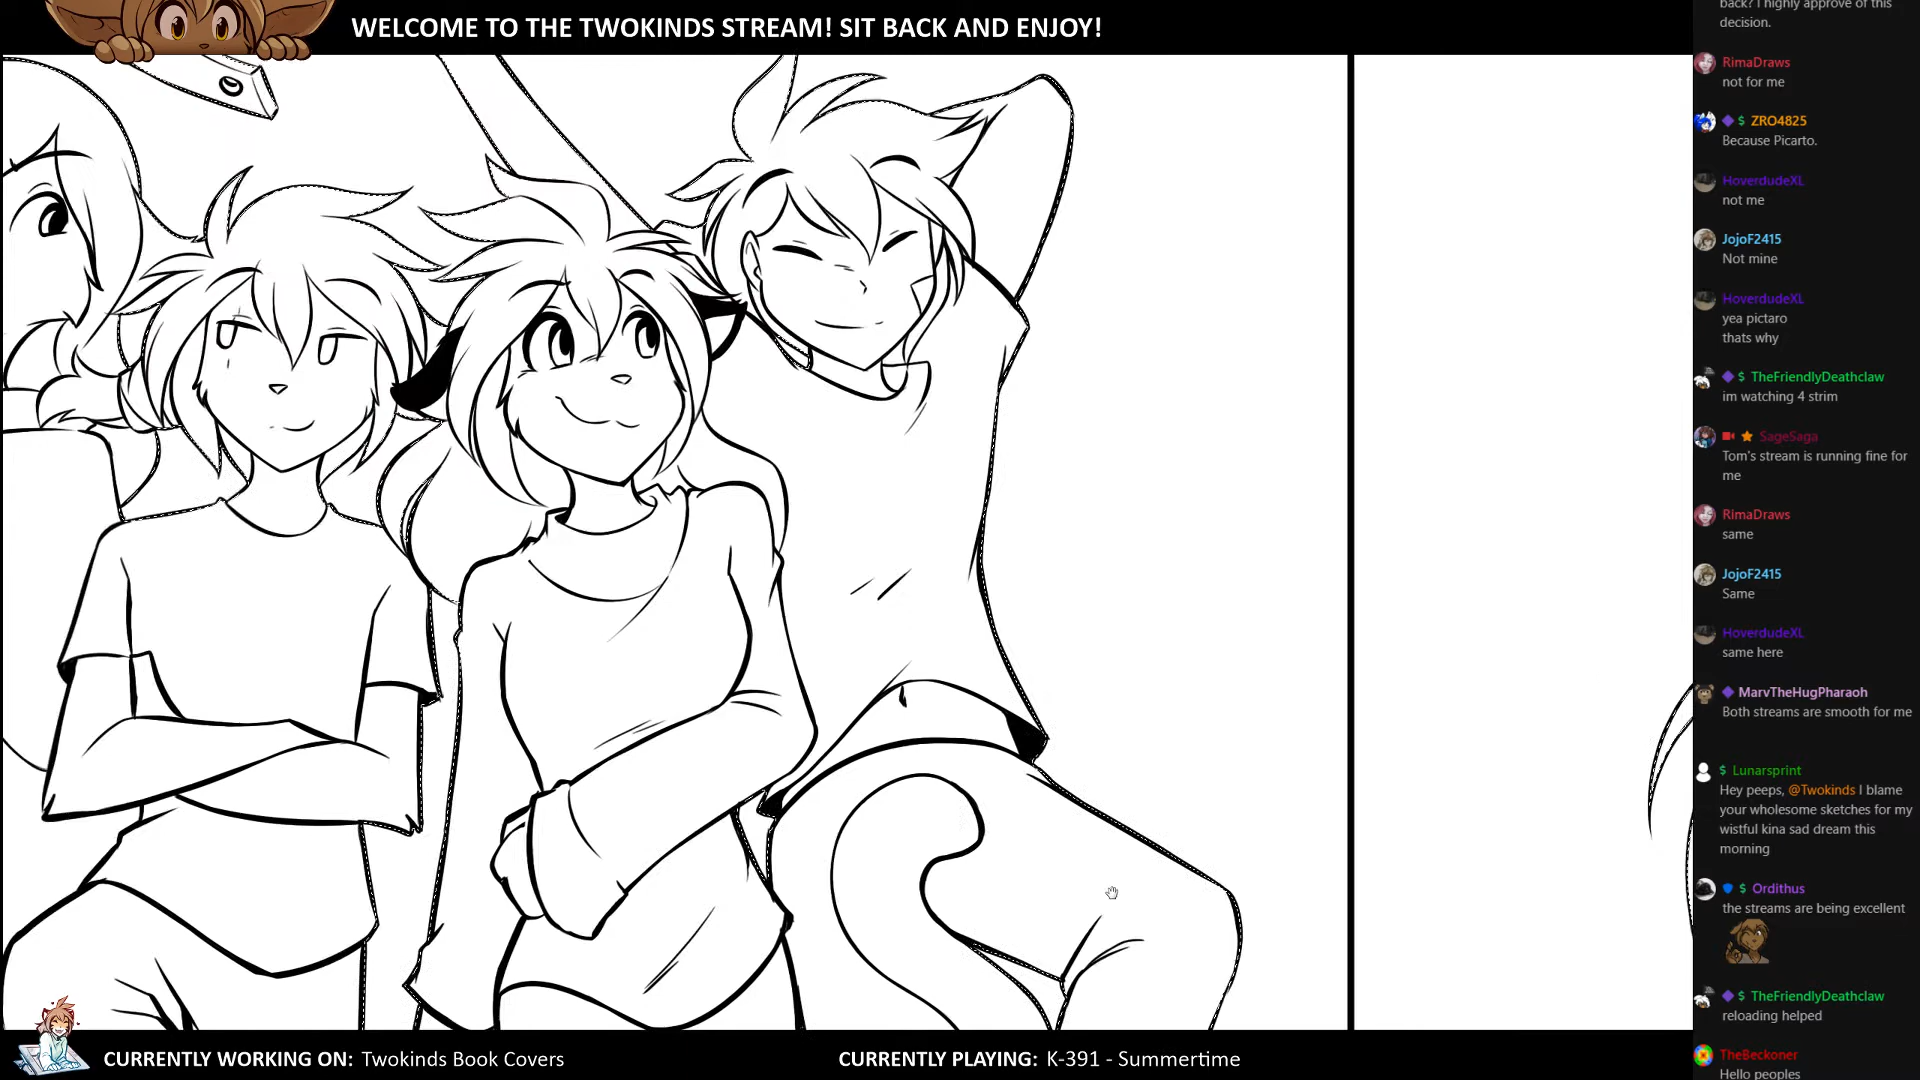 WELCOME TO THE TWOKINDS STREAM! SIT BACK AND ENJOY!
back? I highly approve of this
decision.
RimaDraws
not for me
$ ZRO4825
Because Picarto.
HoverdudeXL
not me
JojoF2415
Not mine
HoverdudeXL
yea pictaro
thats why
$ TheFriendlyDeathclaw
im watching 4 strim
SageSaga
Tom's stream is running fine for
me
RimaDraws
same
JojoF2415
Same
HoverdudeXL
same here
MarvTheHugPharaoh
Both streams are smooth for me
$ Lunarsprint
Hey peeps, @Twokinds I blame
your wholesome sketches for my
wistful kina sad dream this
morning
$ Ordithus
the streams are being excellent
$ TheFriendlyDeathclaw
reloading helped
TheBeckoner
Hello peoples
CURRENTLY WORKING ON: Twokinds Book Covers
CURRENTLY PLAYING: K-391 - Summertime